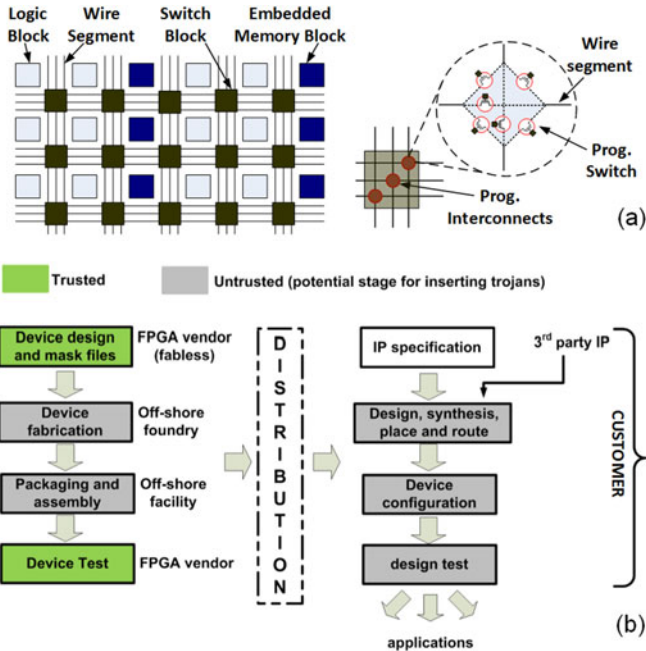 Logic Block
Wire Segment
Switch Block
Embedded Memory Block
Wire segment
Prog. Switch
Prog. Interconnects
(a)
Trusted
Untrusted (potential stage for inserting trojans)
Device design and mask files
FPGA vendor (fabless)
Device fabrication
Off-shore foundry
Packaging and assembly
Off-shore facility
Device Test
FPGA vendor
DISTRIBUTION
IP specification
3rd party IP
Design, synthesis, place and route
Device configuration
design test
applications
CUSTOMER
(b)